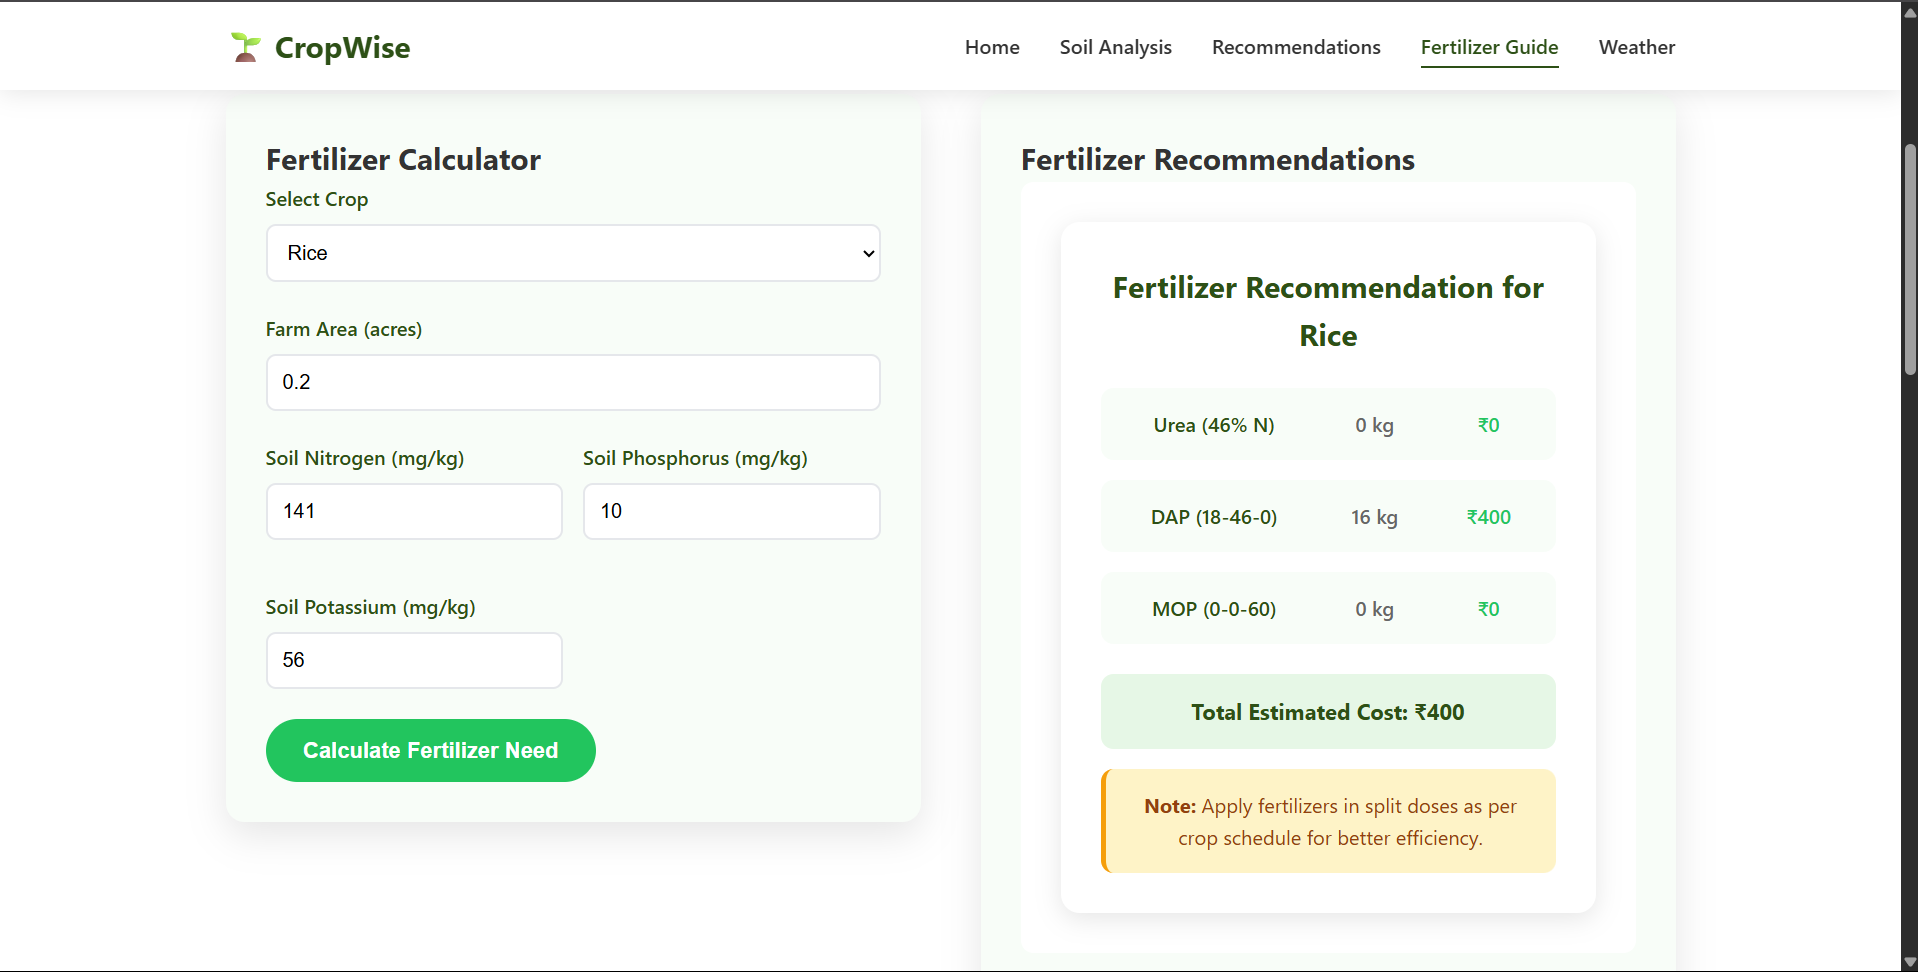 CropWise
Home
Soil Analysis
Recommendations
Fertilizer Guide
Weather
Fertilizer Calculator
Select Crop
Rice
Farm Area (acres)
0.2
Soil Nitrogen (mg/kg)
Soil Phosphorus (mg/kg)
141
10
Soil Potassium (mg/kg)
56
Calculate Fertilizer Need
Fertilizer Recommendations
Fertilizer Recommendation for
Rice
Urea (46% N) 0 kg ₹0
DAP (18-46-0) 16 kg ₹400
MOP (0-0-60) 0 kg ₹0
Total Estimated Cost: ₹400
Note: Apply fertilizers in split doses as per
crop schedule for better efficiency.